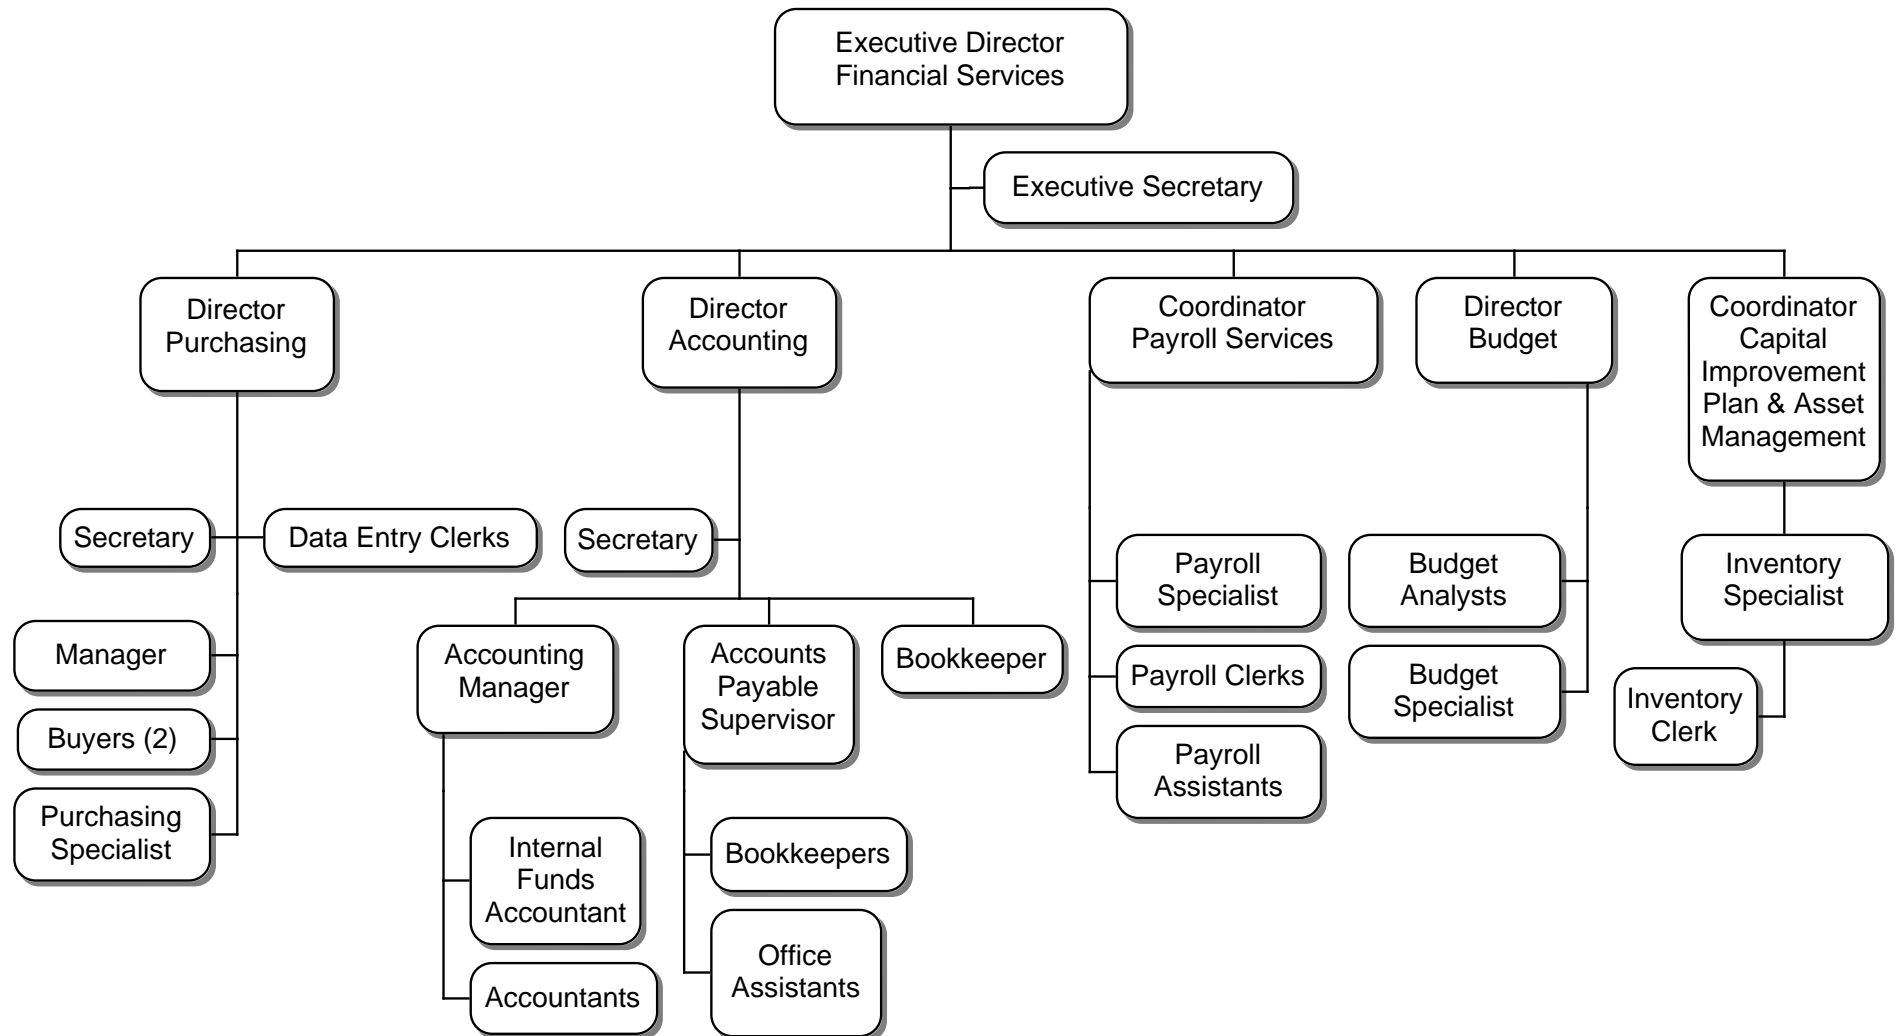 Executive Director
Financial Services
Executive Secretary
Director
Purchasing
Director
Accounting
Coordinator
Payroll Services
Director
Budget
Coordinator
Capital
Improvement
Plan & Asset
Management
Secretary
Data Entry Clerks
Secretary
Payroll
Specialist
Budget
Analysts
Inventory
Specialist
Manager
Accounting
Manager
Accounts
Payable
Supervisor
Bookkeeper
Payroll Clerks
Budget
Specialist
Inventory
Clerk
Buyers (2)
Payroll
Assistants
Purchasing
Specialist
Internal
Funds
Accountant
Bookkeepers
Office
Assistants
Accountants